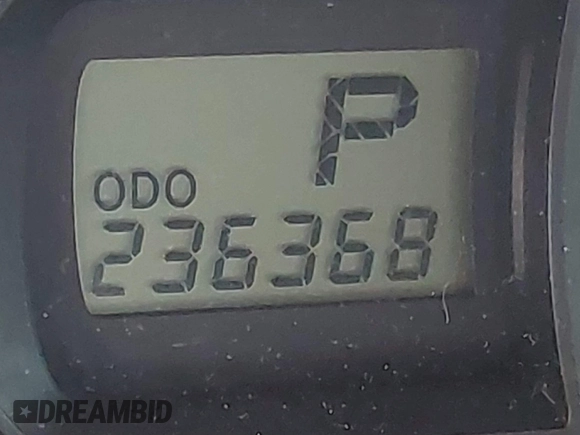 P
ODO
236368
DREAMBID